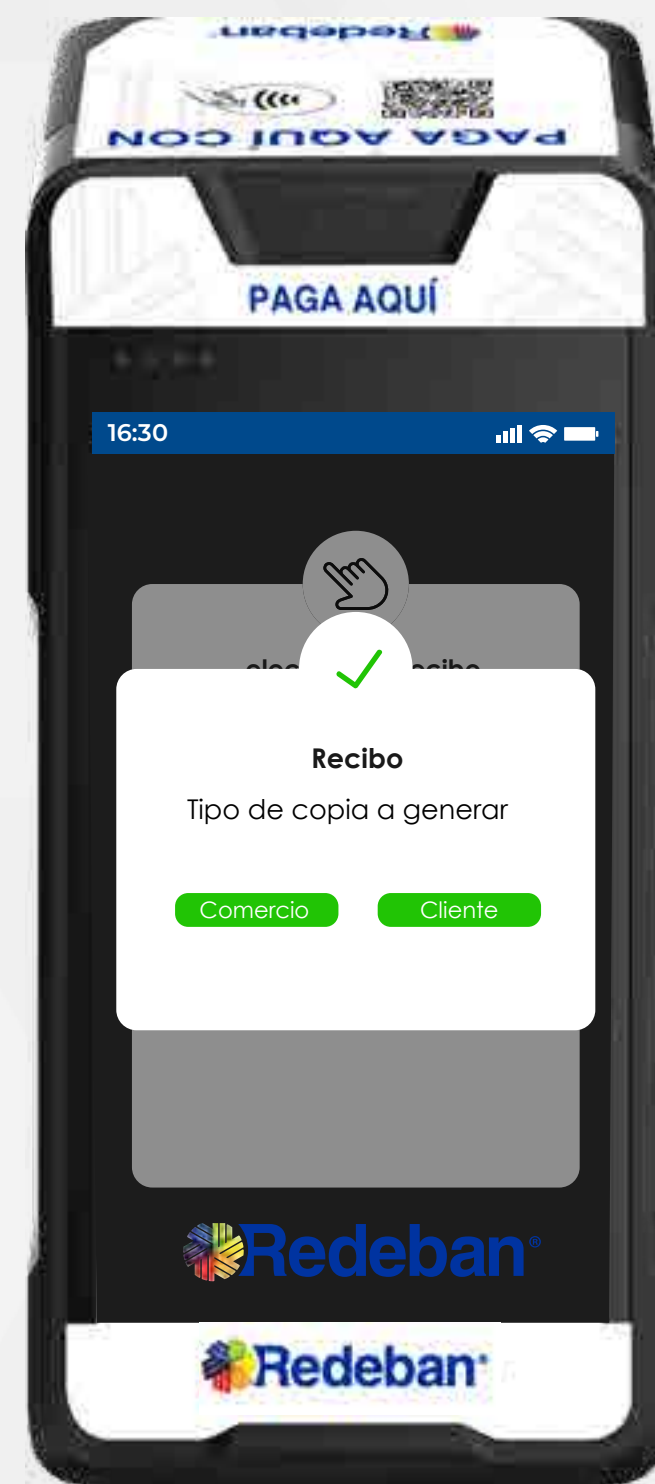 Redeban
PAGA AQUÍ CON
PAGA AQUÍ
16:30
Recibo
Tipo de copia a generar
Comercio Cliente
Redeban®
Redeban